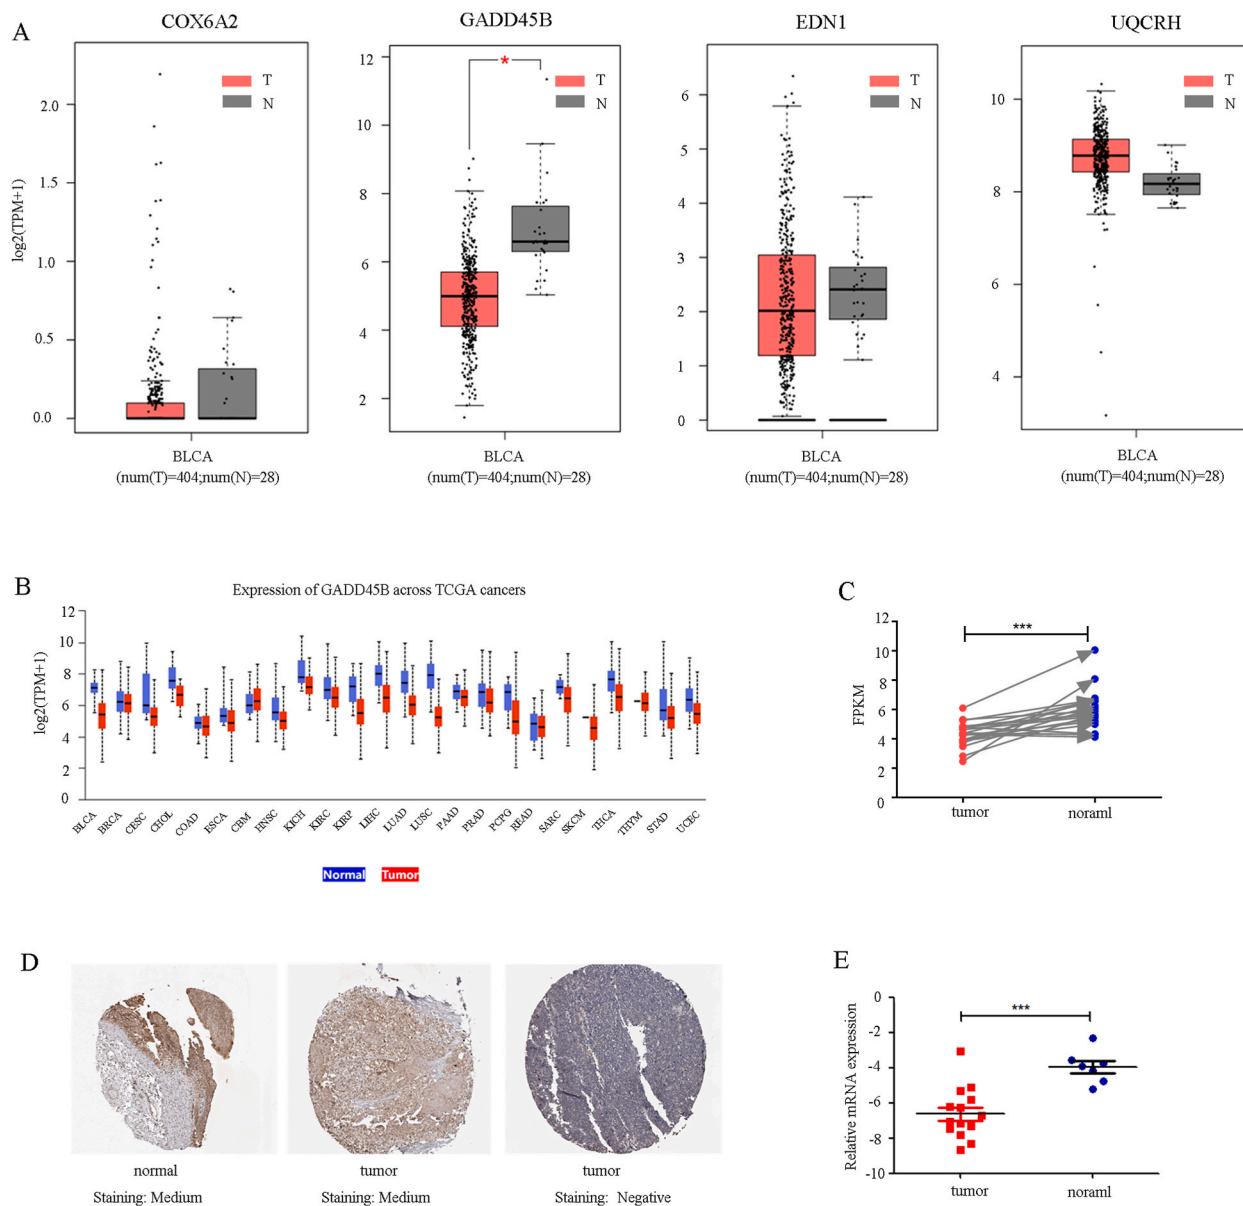 A
COX6A2
GADD45B
EDN1
UQCRH
log2(TPM+1)
2.0
1.5
1.0
0.5
0.0
T
N
BLCA
(num(T)=404;num(N)=28)
12
10
8
6
4
2
*
T
N
BLCA
(num(T)=404;num(N)=28)
6
5
4
3
2
1
0
T
N
BLCA
(num(T)=404;num(N)=28)
10
8
6
4
T
N
BLCA
(num(T)=404;num(N)=28)
B
Expression of GADD45B across TCGA cancers
log2(TPM+1)
12
10
8
6
4
2
0
BLCA
BRCA
CESC
CHOL
COAD
ESCA
CBM
HNSC
KICH
KIRC
KIRP
LIHC
LUAD
LUSC
PAAD
PRAD
PCPG
READ
SARC
SKCM
THCA
THYM
STAD
UCEC
Normal
Tumor
C
FPKM
12
10
8
6
4
2
0
***
tumor
noraml
D
normal
Staining: Medium
tumor
Staining: Medium
tumor
Staining: Negative
E
Relative mRNA expression
0
-2
-4
-6
-8
-10
***
tumor
noraml